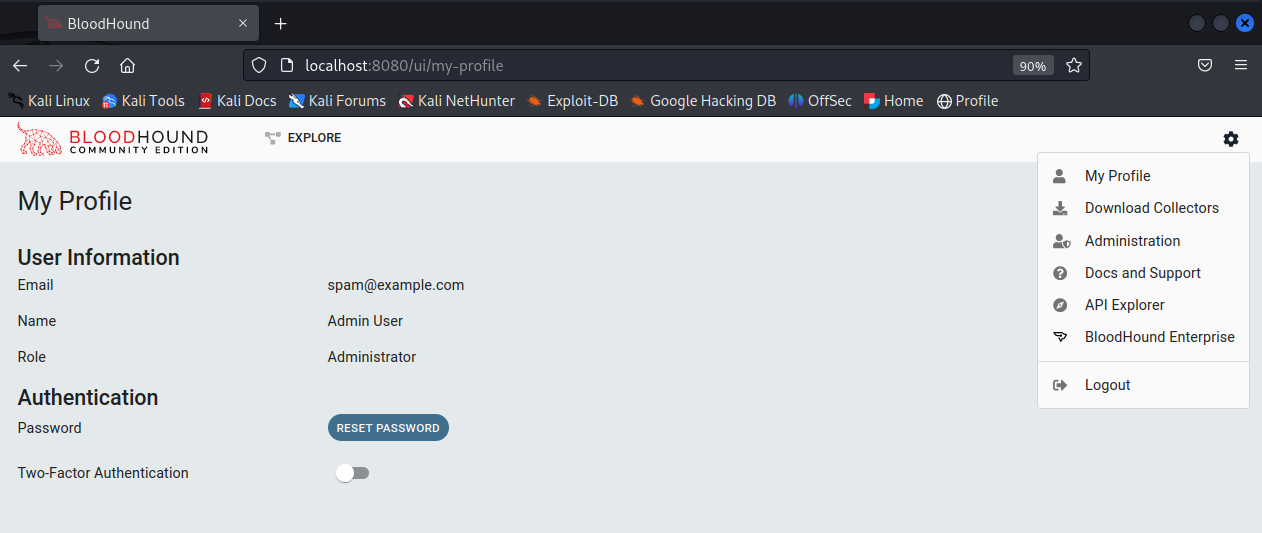 BloodHound
localhost:8080/ui/my-profile 90%
Kali Linux Kali Tools Kali Docs Kali Forums Kali NetHunter Exploit-DB Google Hacking DB OffSec Home Profile
BLOODHOUND
COMMUNITY EDITION
EXPLORE
My Profile
User Information
Email spam@example.com
Name Admin User
Role Administrator
Authentication
Password RESET PASSWORD
Two-Factor Authentication
My Profile
Download Collectors
Administration
Docs and Support
API Explorer
BloodHound Enterprise
Logout